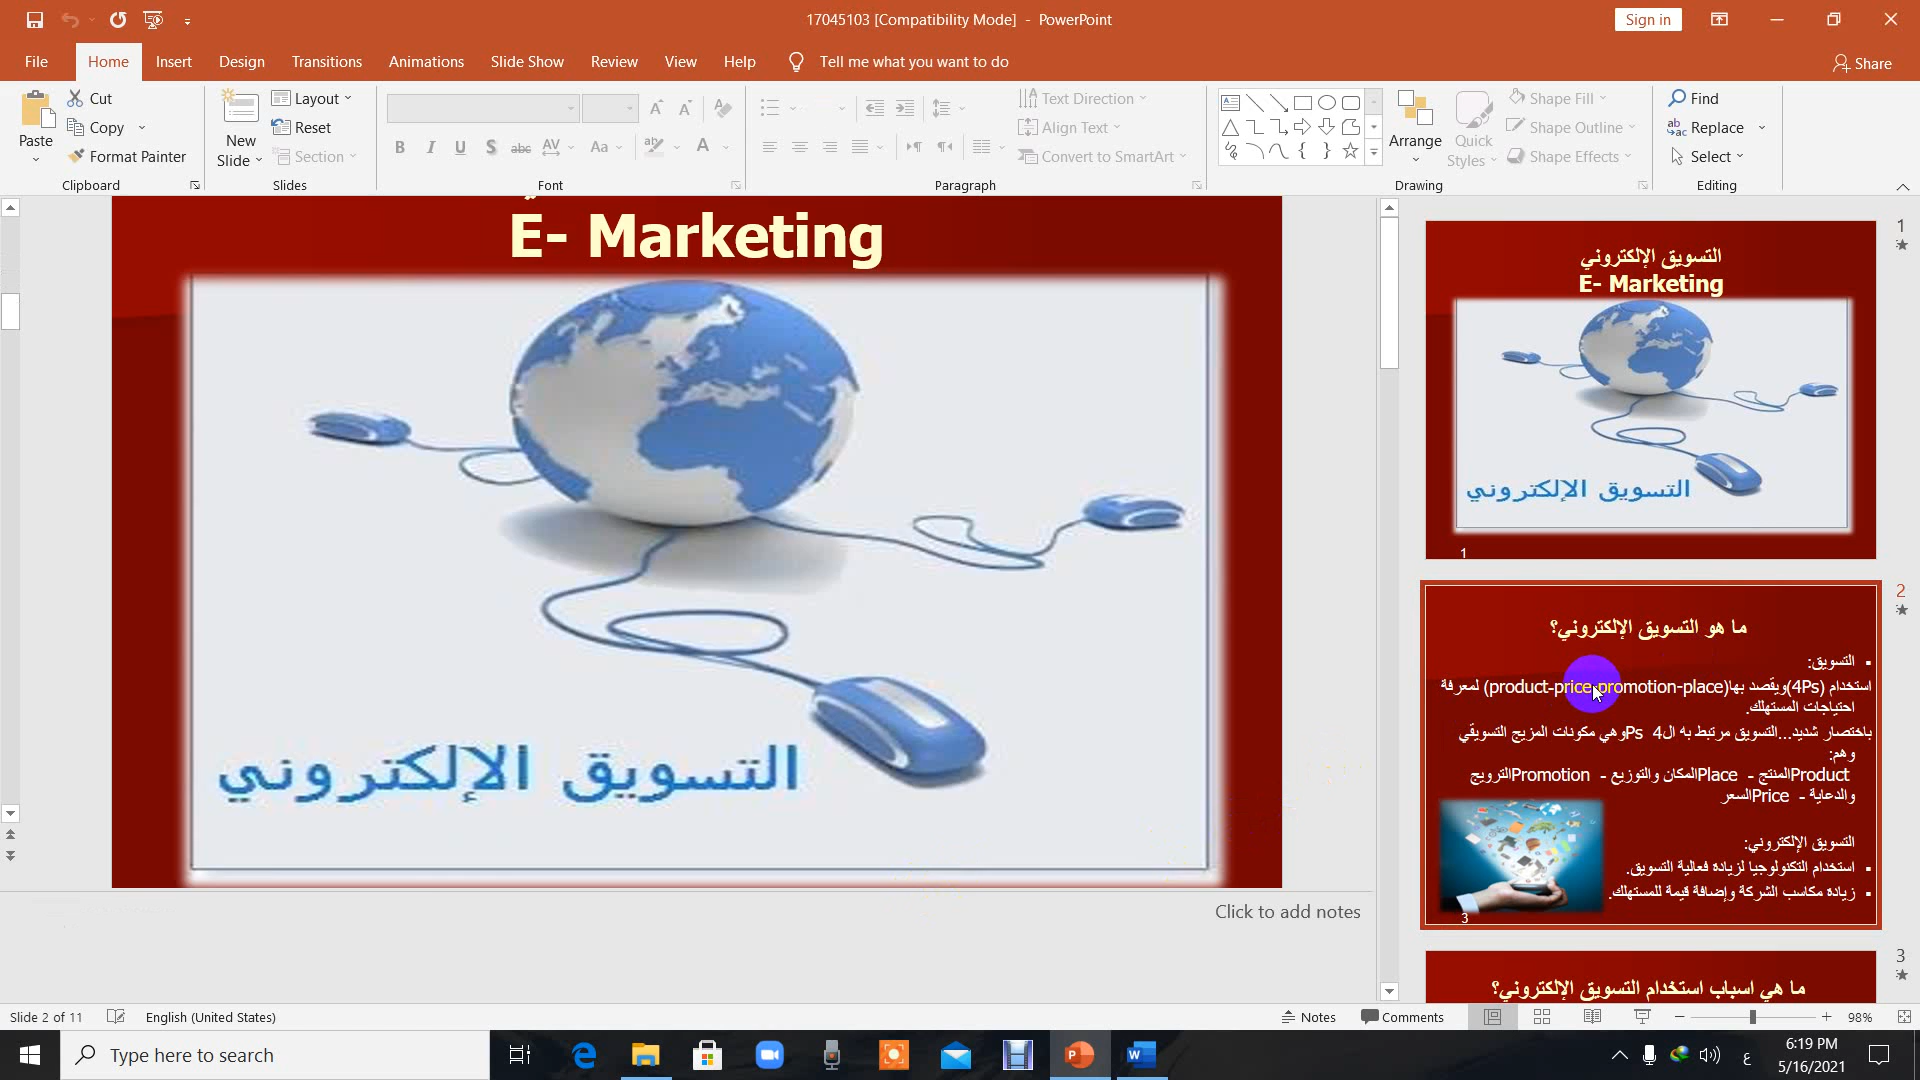 17045103 [Compatibility Mode] - PowerPoint
Sign in
File Home Insert Design Transitions Animations Slide Show Review View Help Tell me what you want to do
Share
Paste
Cut
Copy
Format Painter
Clipboard
New Slide
Layout
Reset
Section
Slides
Font
Text Direction
Align Text
Convert to SmartArt
Paragraph
Arrange
Quick Styles
Shape Fill
Shape Outline
Shape Effects
Drawing
Find
Replace
Select
Editing
E- Marketing
التسويق الإلكتروني
Click to add notes
1
التسويق الإلكتروني
E- Marketing
التسويق الإلكتروني
1
2
ما هو التسويق الإلكتروني؟
التسويق:
استخدام (4Ps)ويقصد بها(product-price-promotion-place) لمعرفة
احتياجات المستهلك.
باختصار شديد...التسويق مرتبط به ال4 Psوهي مكونات المزيج التسويقي
وهم:
Productالمنتج - Placeالمكان والتوزيع - Promotionالترويج
والدعاية - Priceالسعر
التسويق الإلكتروني:
استخدام التكنولوجيا لزيادة فعالية التسويق.
زيادة مكاسب الشركة وإضافة قيمة للمستهلك.
3
3
ما هي اسباب استخدام التسويق الإلكتروني؟
Slide 2 of 11 English (United States) Notes Comments 98%
Type here to search
ع
6:19 PM
5/16/2021